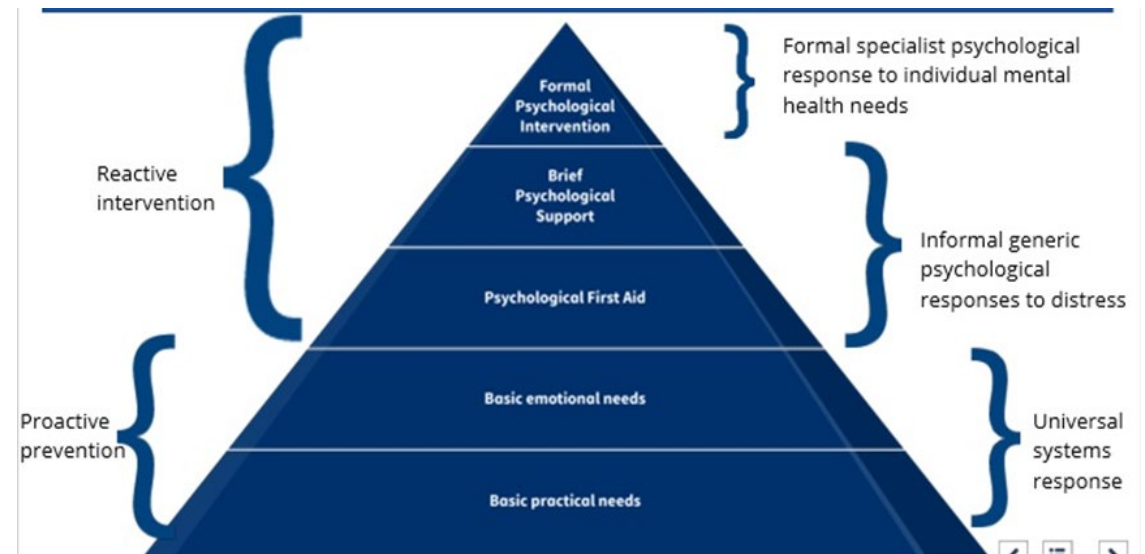 Formal
Psychological
Intervention
Formal specialist psychological
response to individual mental
health needs
Reactive
intervention
Brief
Psychological
Support
Informal generic
psychological
responses to distress
Psychological First Aid
Proactive
prevention
Basic emotional needs
Universal
systems
response
Basic practical needs